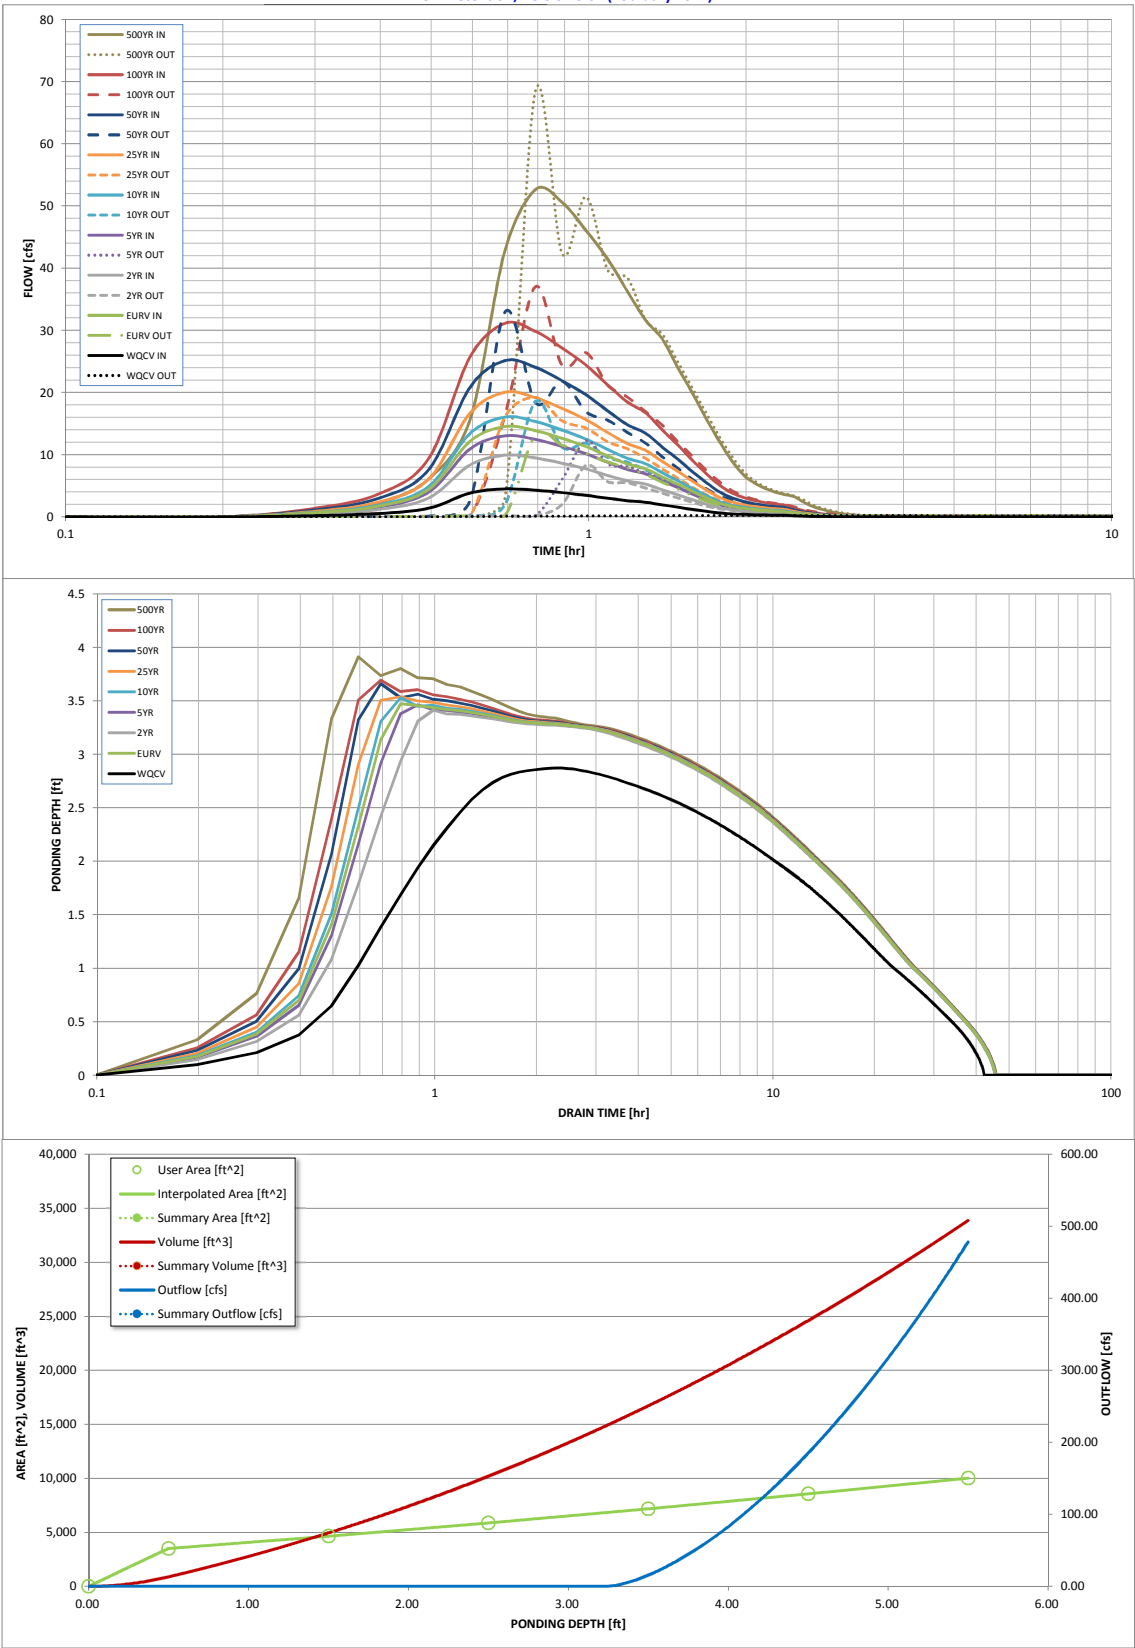 80
70
60
50
40
30
20
10
0
FLOW [cfs]
500YR IN
500YR OUT
100YR IN
100YR OUT
50YR IN
50YR OUT
25YR IN
25YR OUT
10YR IN
10YR OUT
5YR IN
5YR OUT
2YR IN
2YR OUT
EURV IN
EURV OUT
WQCV IN
WQCV OUT
0.1 1 10
TIME [hr]
4.5
4
3.5
3
2.5
2
1.5
1
0.5
0
PONDING DEPTH [ft]
500YR
100YR
50YR
25YR
10YR
5YR
2YR
EURV
WQCV
0.1 1 10 100
DRAIN TIME [hr]
40,000
35,000
30,000
25,000
20,000
15,000
10,000
5,000
0
AREA [ft^2], VOLUME [ft^3]
User Area [ft^2]
Interpolated Area [ft^2]
Summary Area [ft^2]
Volume [ft^3]
Summary Volume [ft^3]
Outflow [cfs]
Summary Outflow [cfs]
600.00
500.00
400.00
300.00
200.00
100.00
0.00
OUTFLOW [cfs]
0.00 1.00 2.00 3.00 4.00 5.00 6.00
PONDING DEPTH [ft]